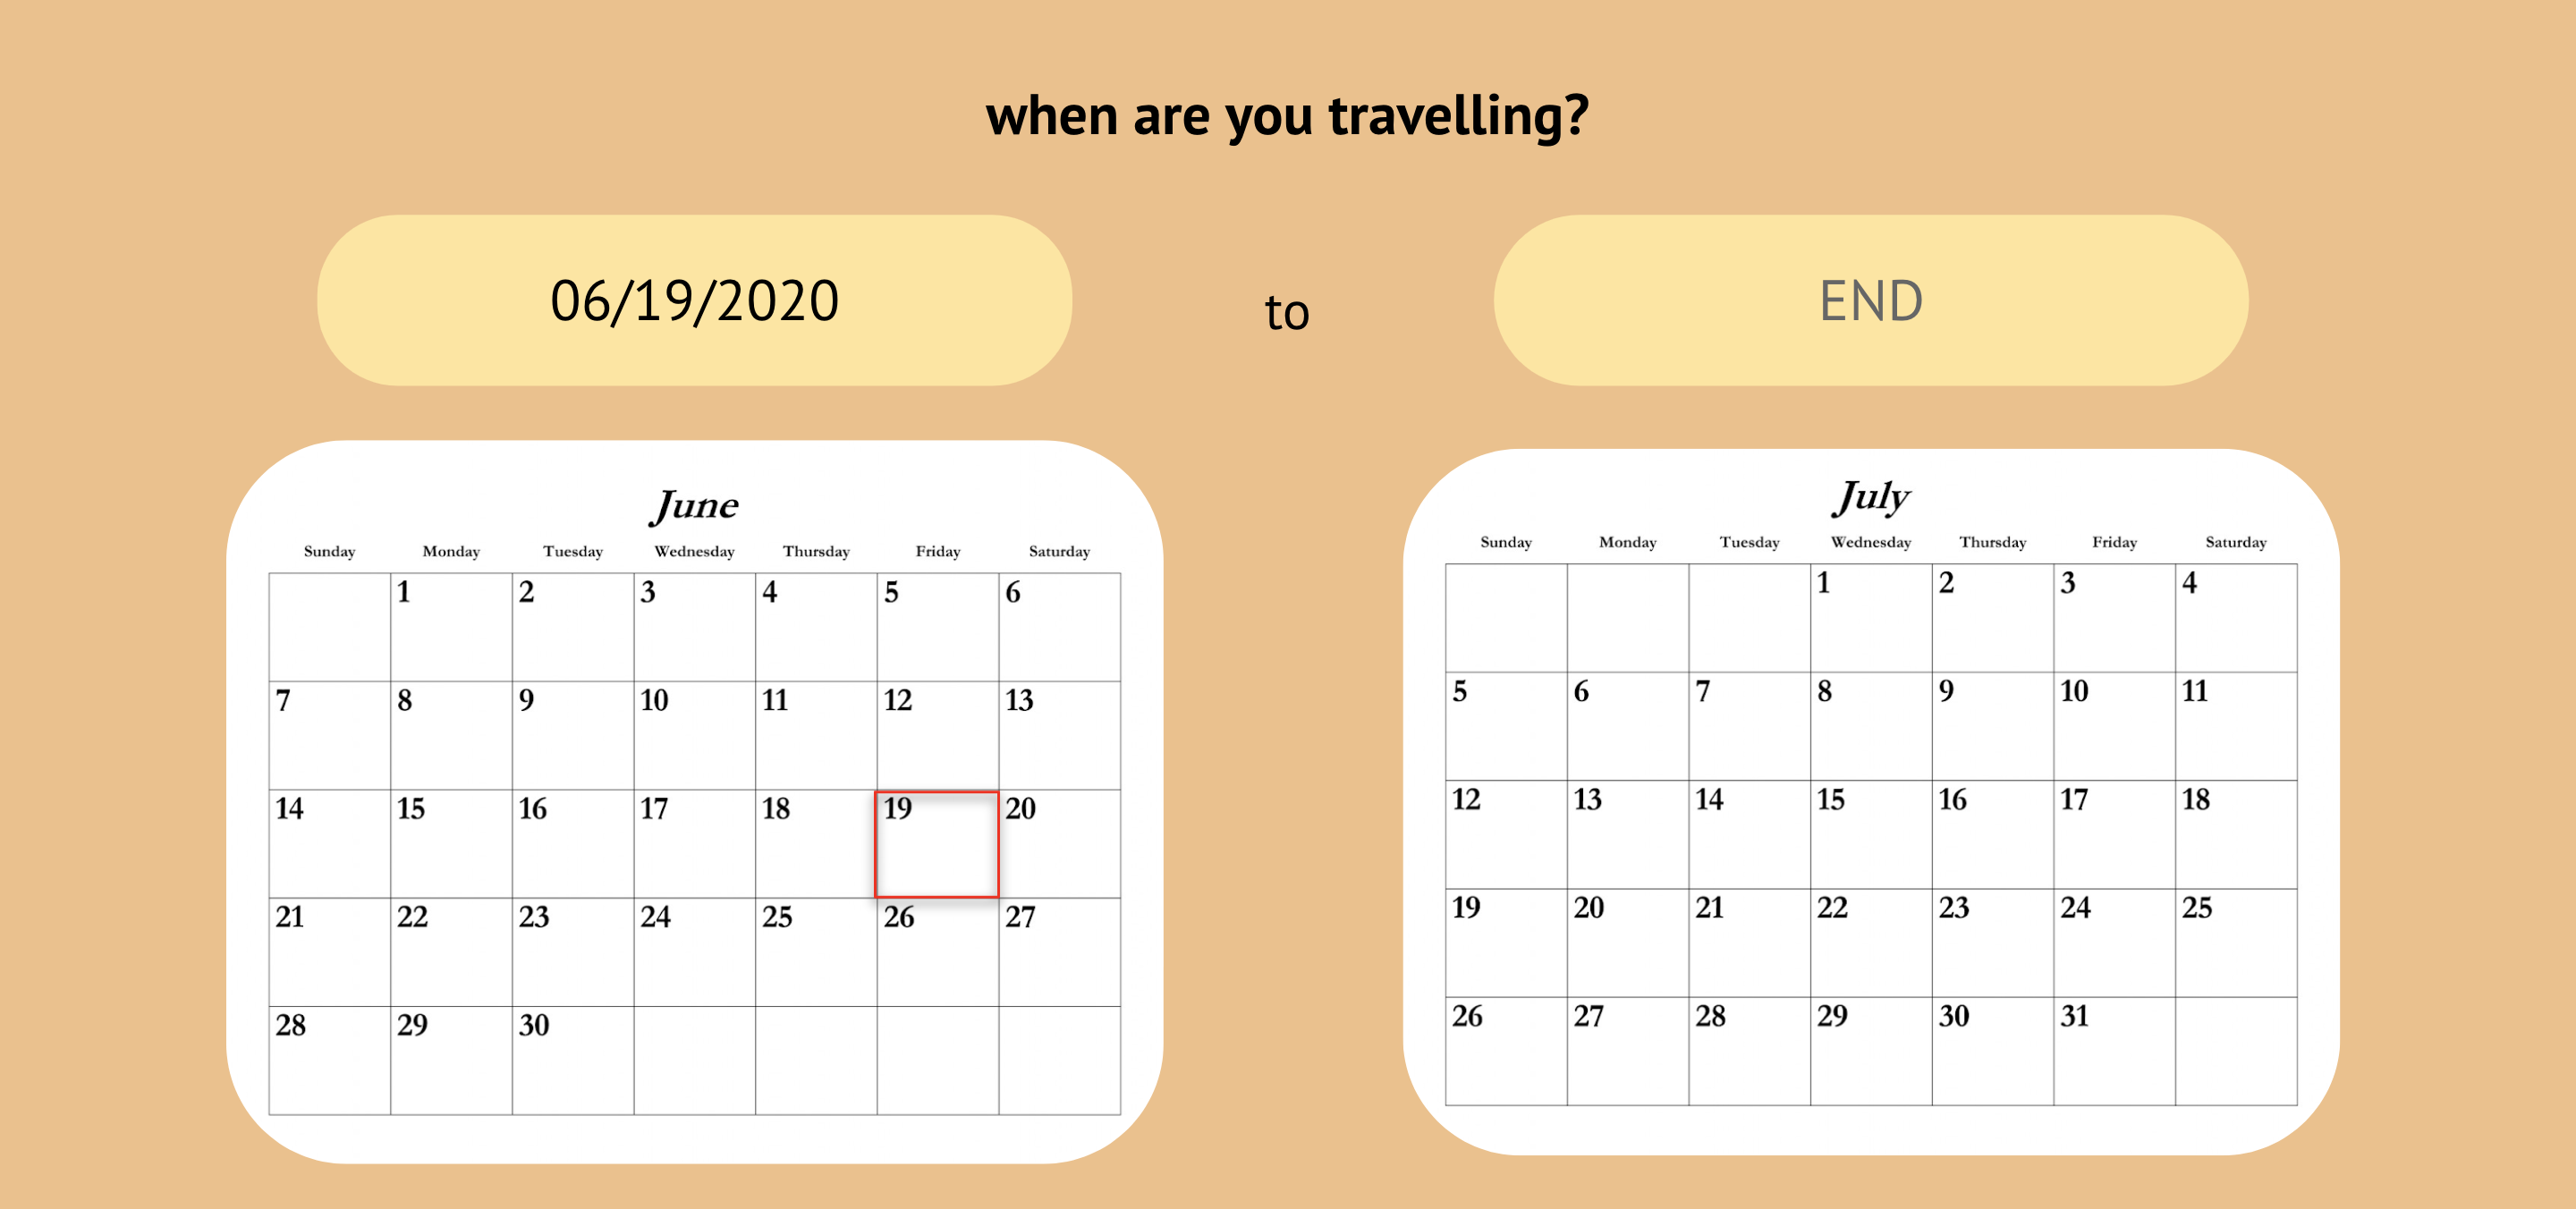 when are you travelling?
06/19/2020 to END
June
Sunday Monday Tuesday Wednesday Thursday Friday Saturday
1 2 3 4 5 6
7 8 9 10 11 12 13
14 15 16 17 18 19 20
21 22 23 24 25 26 27
28 29 30
July
Sunday Monday Tuesday Wednesday Thursday Friday Saturday
1 2 3 4
5 6 7 8 9 10 11
12 13 14 15 16 17 18
19 20 21 22 23 24 25
26 27 28 29 30 31